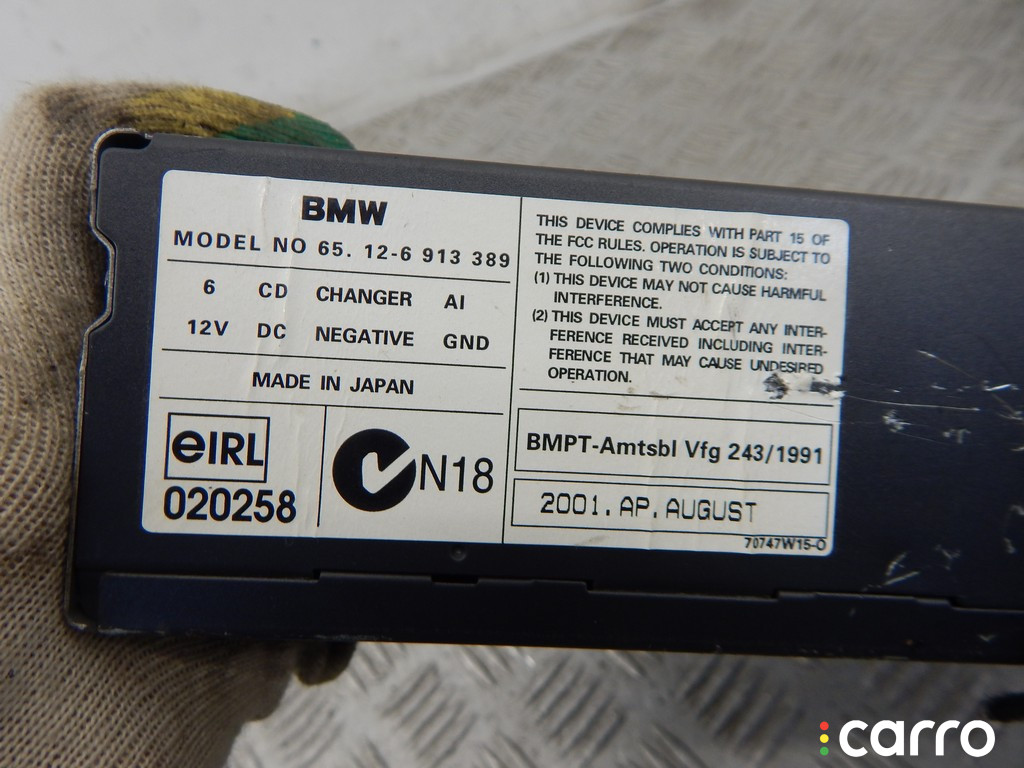 BMW
MODEL NO 65. 12-6 913 389
6 CD CHANGER AI
12V DC NEGATIVE GND
MADE IN JAPAN
eIRL
020258
N18
THIS DEVICE COMPLIES WITH PART 15 OF
THE FCC RULES. OPERATION IS SUBJECT TO
THE FOLLOWING TWO CONDITIONS:
(1) THIS DEVICE MAY NOT CAUSE HARMFUL
INTERFERENCE.
(2) THIS DEVICE MUST ACCEPT ANY INTER-
FERENCE RECEIVED INCLUDING INTER-
FERENCE THAT MAY CAUSE UNDESIRED
OPERATION.
BMPT-Amtsbl Vfg 243/1991
2001. AP. AUGUST
70747W15-O
carro